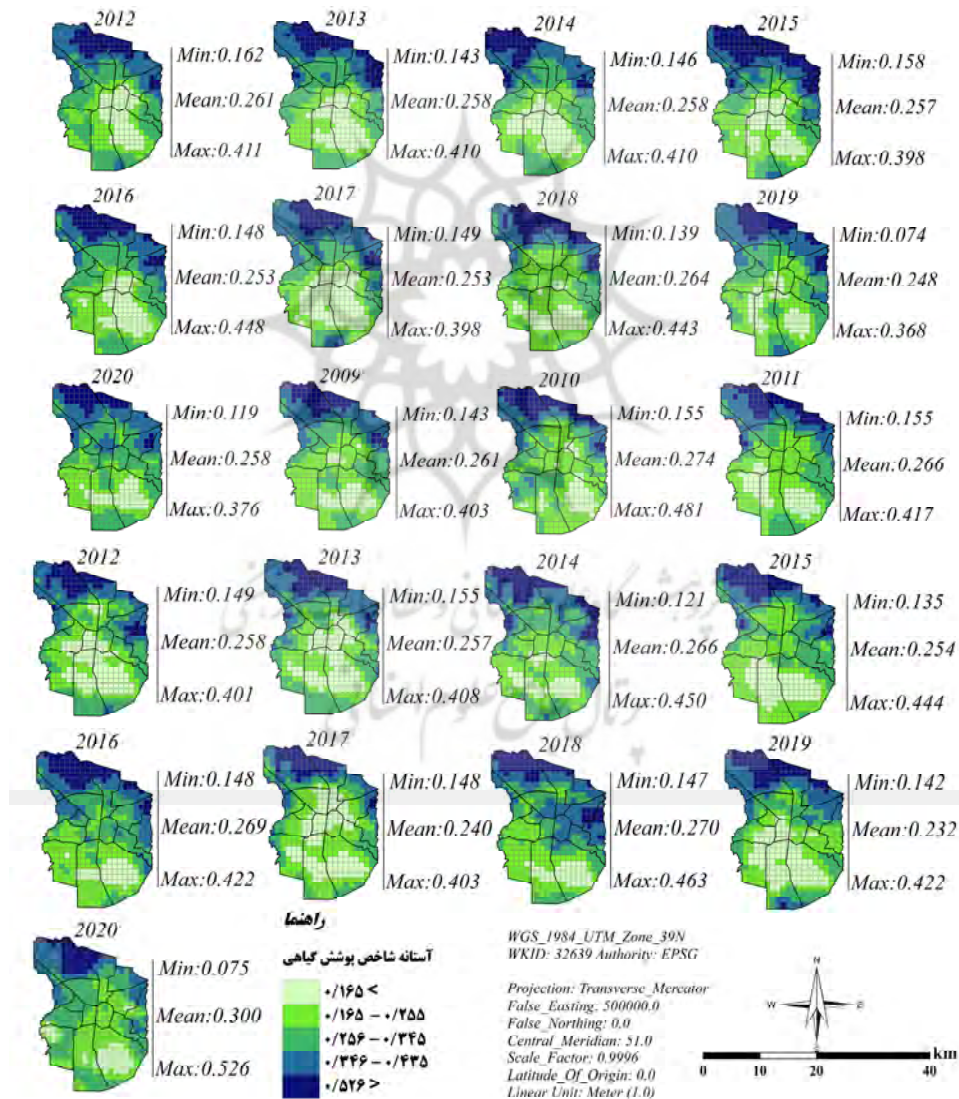 2012
Min:0.162
Mean:0.261
Max:0.411
2013
Min:0.143
Mean:0.258
Max:0.410
2014
Min:0.146
Mean:0.258
Max:0.410
2015
Min:0.158
Mean:0.257
Max:0.398
2016
Min:0.148
Mean:0.253
Max:0.448
2017
Min:0.149
Mean:0.253
Max:0.398
2018
Min:0.139
Mean:0.264
Max:0.443
2019
Min:0.074
Mean:0.248
Max:0.368
2020
Min:0.119
Mean:0.258
Max:0.376
2009
Min:0.143
Mean:0.261
Max:0.403
2010
Min:0.155
Mean:0.274
Max:0.481
2011
Min:0.155
Mean:0.266
Max:0.417
2012
Min:0.149
Mean:0.258
Max:0.401
2013
Min:0.155
Mean:0.257
Max:0.408
2014
Min:0.121
Mean:0.266
Max:0.450
2015
Min:0.135
Mean:0.254
Max:0.444
2016
Min:0.148
Mean:0.269
Max:0.422
2017
Min:0.148
Mean:0.240
Max:0.403
2018
Min:0.147
Mean:0.270
Max:0.463
2019
Min:0.142
Mean:0.232
Max:0.422
2020
Min:0.075
Mean:0.300
Max:0.526
راهنما
آستانه شاخص پوشش گیاهی
۰/۱۶۵ >
۰/۱۶۵ – ۰/۲۵۵
۰/۲۵۶ – ۰/۳۴۵
۰/۳۴۶ – ۰/۴۳۵
۰/۵۲۶ >
WGS_1984_UTM_Zone_39N
WKID: 32639 Authority: EPSG
Projection: Transverse_Mercator
False_Easting: 500000.0
False_Northing: 0.0
Central_Meridian: 51.0
Scale_Factor: 0.9996
Latitude_Of_Origin: 0.0
Linear Unit: Meter (1.0)
N
W
E
S
km
0 10 20 40